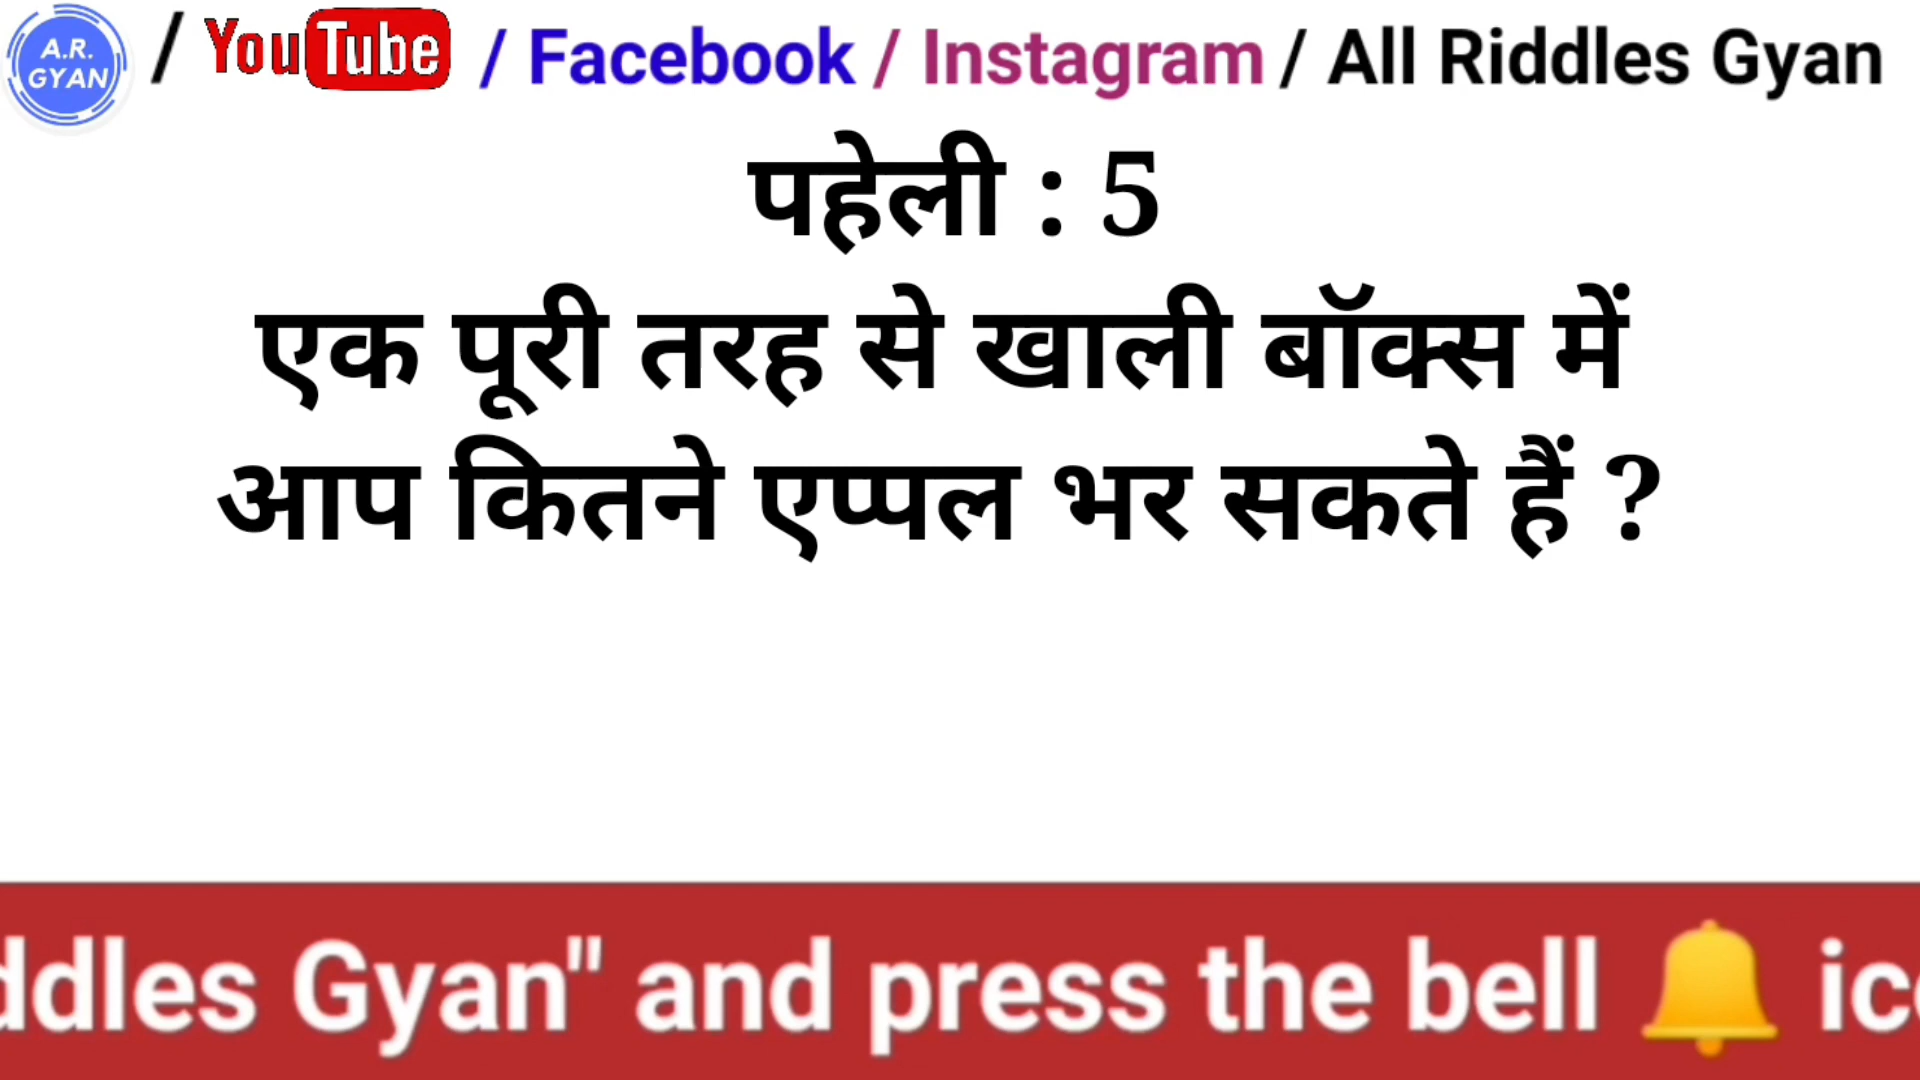 A.R.
GYAN
/ YouTube / Facebook / Instagram / All Riddles Gyan
पहेली : 5
एक पूरी तरह से खाली बॉक्स में
आप कितने एप्पल भर सकते हैं ?
ddles Gyan" and press the bell 🔔 ic